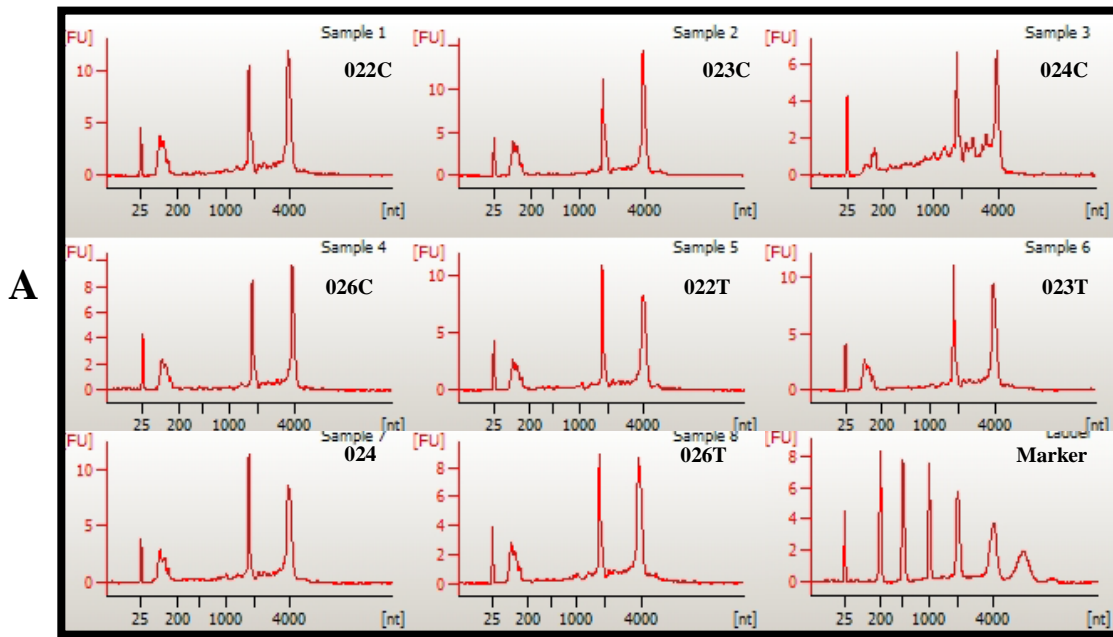 A
[FU] Sample 1
022C
10
5
0
25 200 1000 4000 [nt]
[FU] Sample 2
023C
10
5
0
25 200 1000 4000 [nt]
[FU] Sample 3
024C
6
4
2
0
25 200 1000 4000 [nt]
[FU] Sample 4
026C
8
6
4
2
0
25 200 1000 4000 [nt]
[FU] Sample 5
022T
10
5
0
25 200 1000 4000 [nt]
[FU] Sample 6
023T
10
5
0
25 200 1000 4000 [nt]
[FU] Sample 7
024
10
5
0
25 200 1000 4000 [nt]
[FU] Sample 8
026T
8
6
4
2
0
25 200 1000 4000 [nt]
[FU] Ladder
Marker
8
6
4
2
0
25 200 1000 4000 [nt]